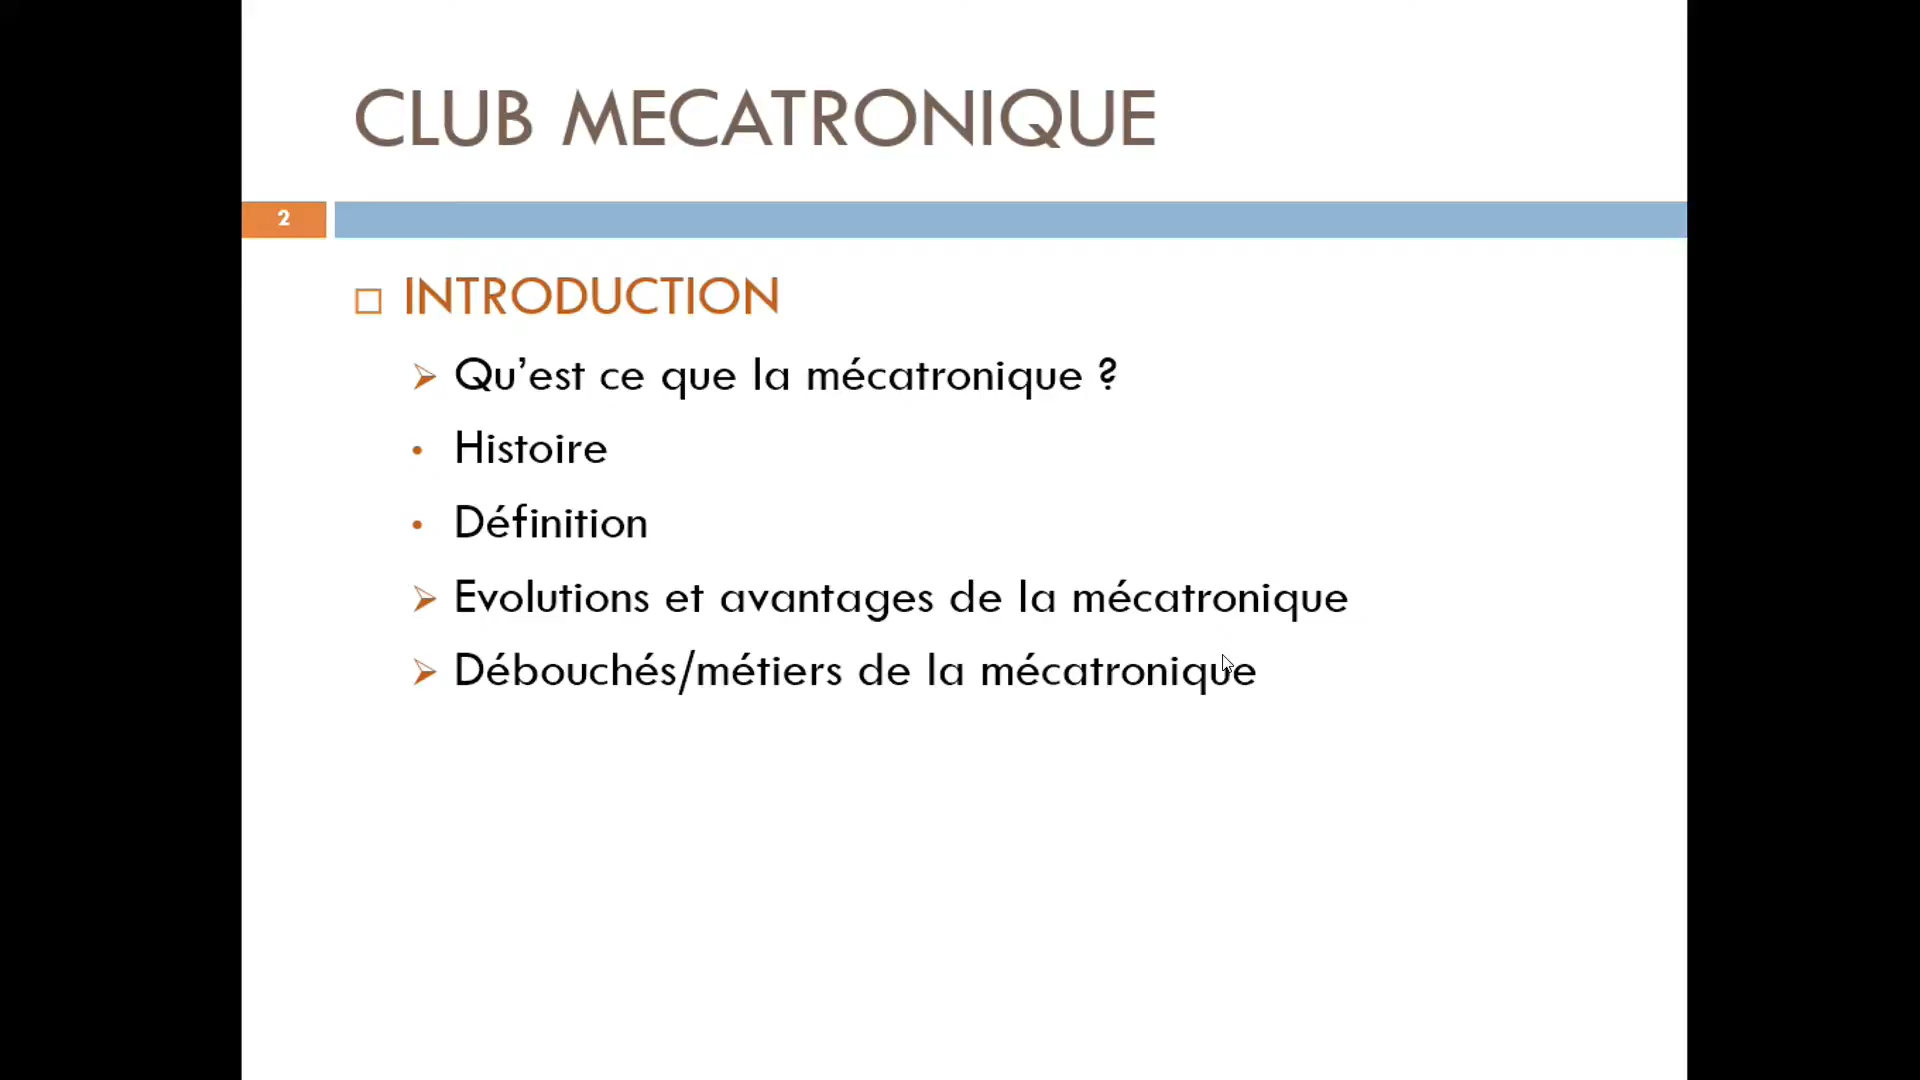 CLUB MECATRONIQUE
2
INTRODUCTION
Qu’est ce que la mécatronique ?
Histoire
Définition
Evolutions et avantages de la mécatronique
Débouchés/métiers de la mécatronique